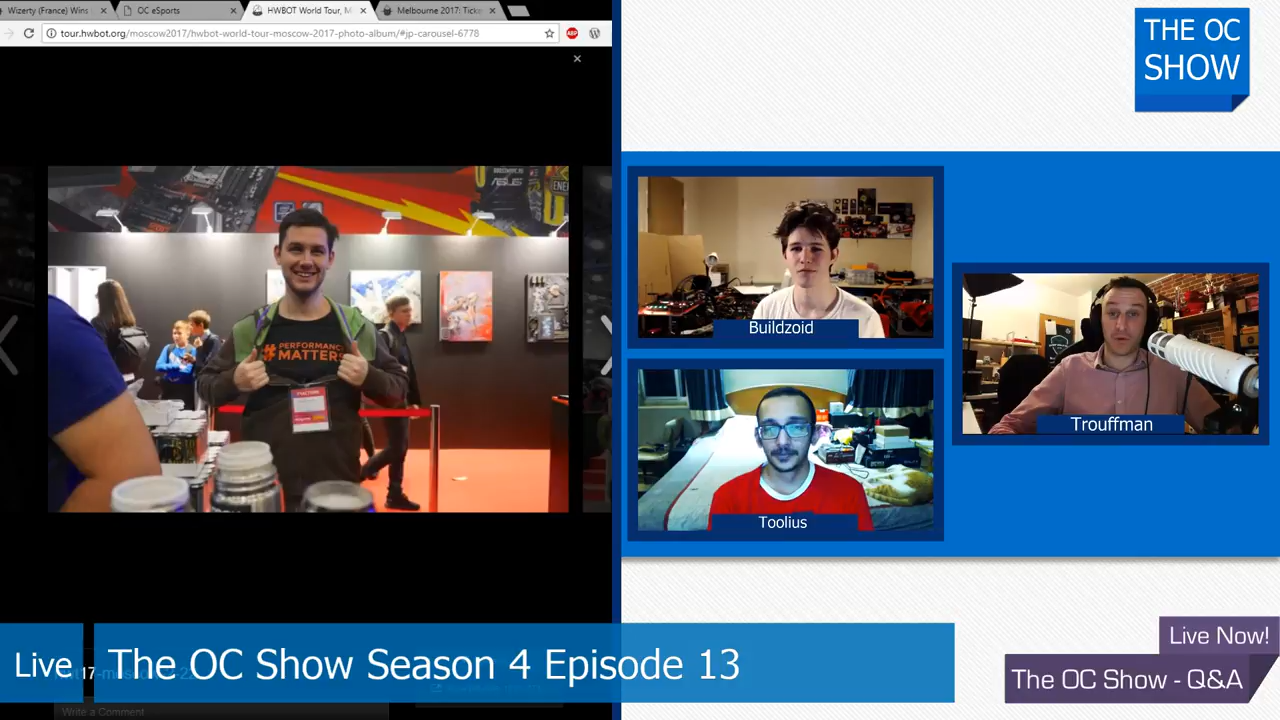 Wizerty (France) Wins
OC eSports
HWBOT World Tour, M
Melbourne 2017: Ticke
tour.hwbot.org/moscow2017/hwbot-world-tour-moscow-2017-photo-album/#jp-carousel-6778
ABP
THE OC
SHOW
ASUS
# PERFORMANCE
MATTERS
Buildzoid
Trouffman
Toolius
Live Now!
Live
The OC Show Season 4 Episode 13
The OC Show - Q&A
Write a Comment